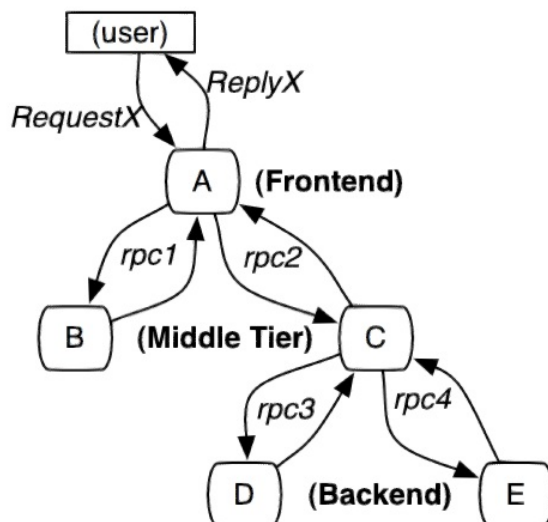 (user)
ReplyX
RequestX
A (Frontend)
rpc1 rpc2
B (Middle Tier) C
rpc3 rpc4
D (Backend) E